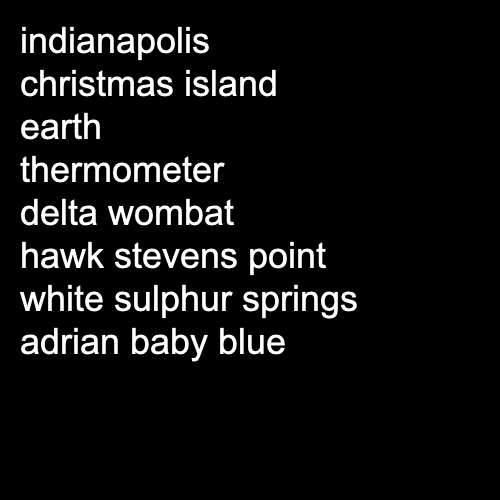 indianapolis
christmas island
earth
thermometer
delta wombat
hawk stevens point
white sulphur springs
adrian baby blue